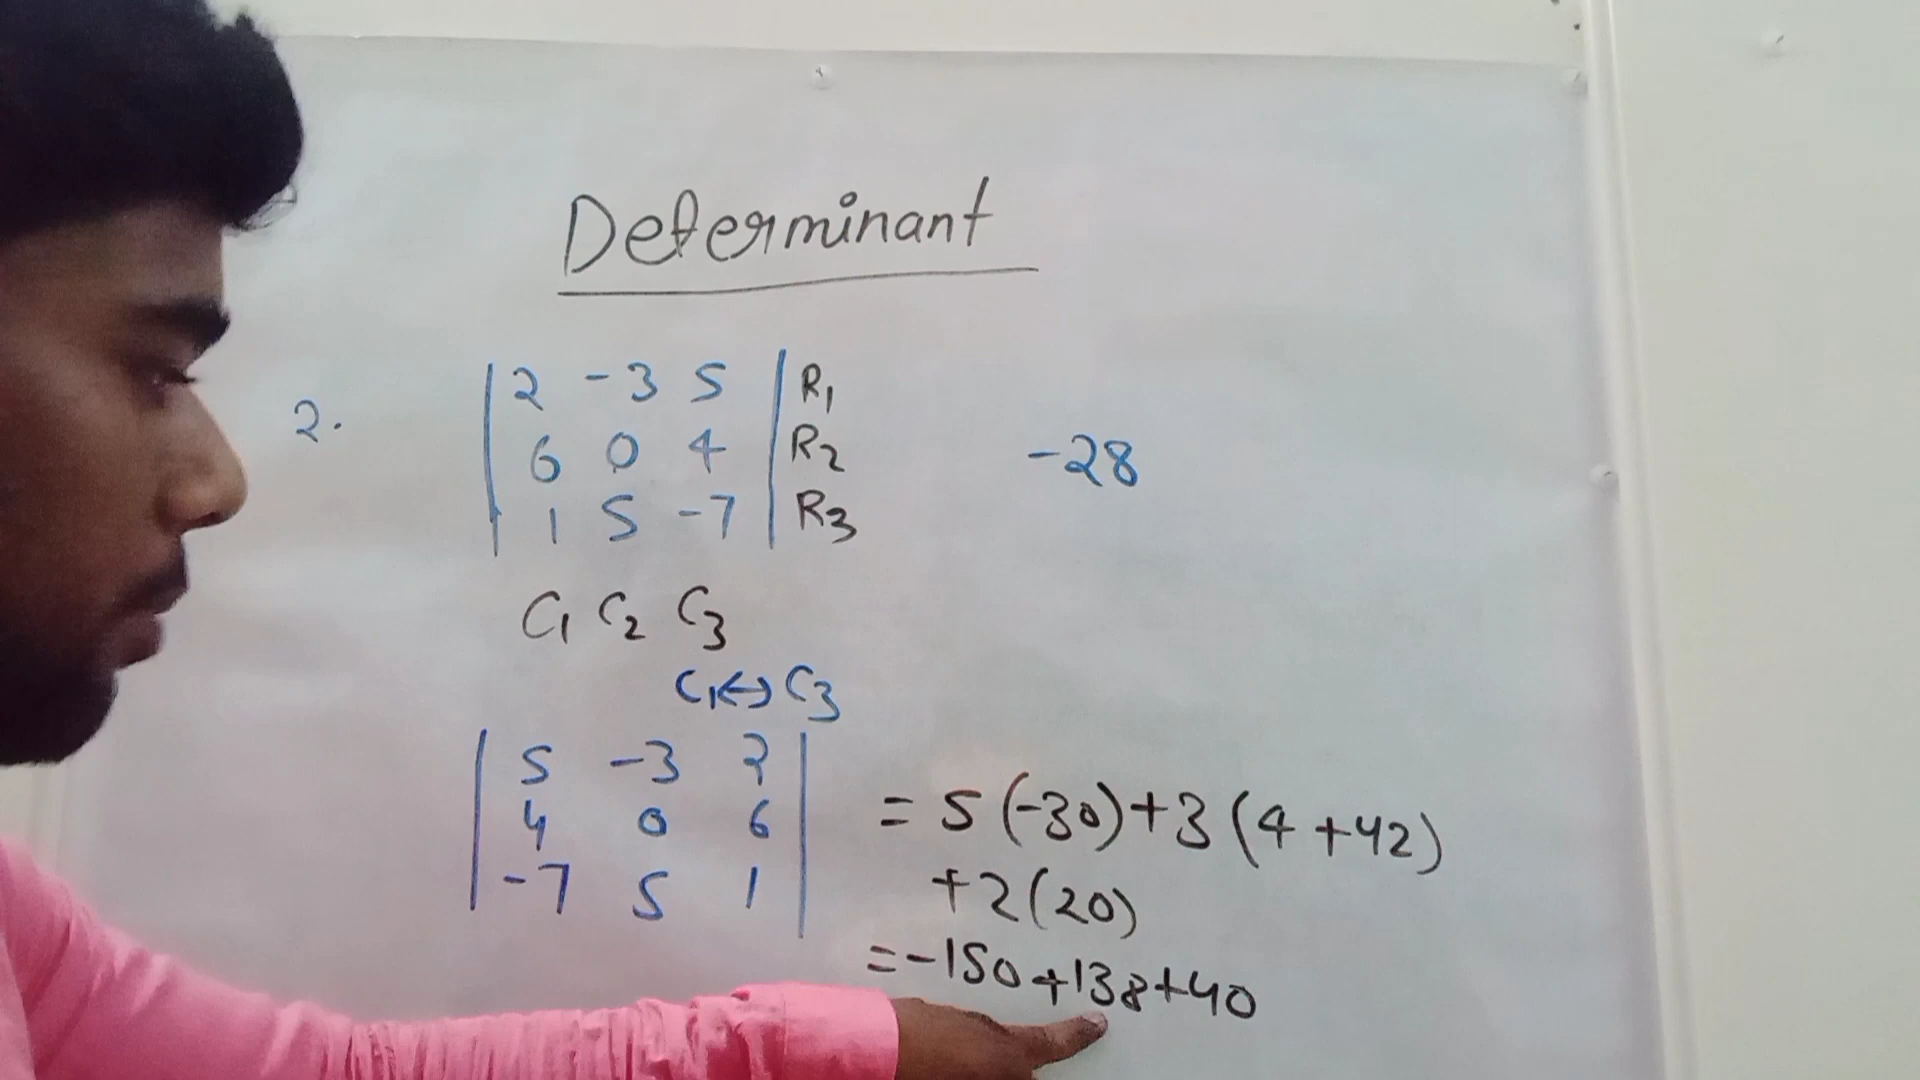 Determinant
2.
| 2 -3 5 | R1
| 6 0 4 | R2
| 1 5 -7 | R3
-28
C1 C2 C3
C1↔C3
| 5 -3 2 |
| 4 0 6 |
| -7 5 1 |
= 5(-30)+3(4+42)
+2(20)
=-150+138+40